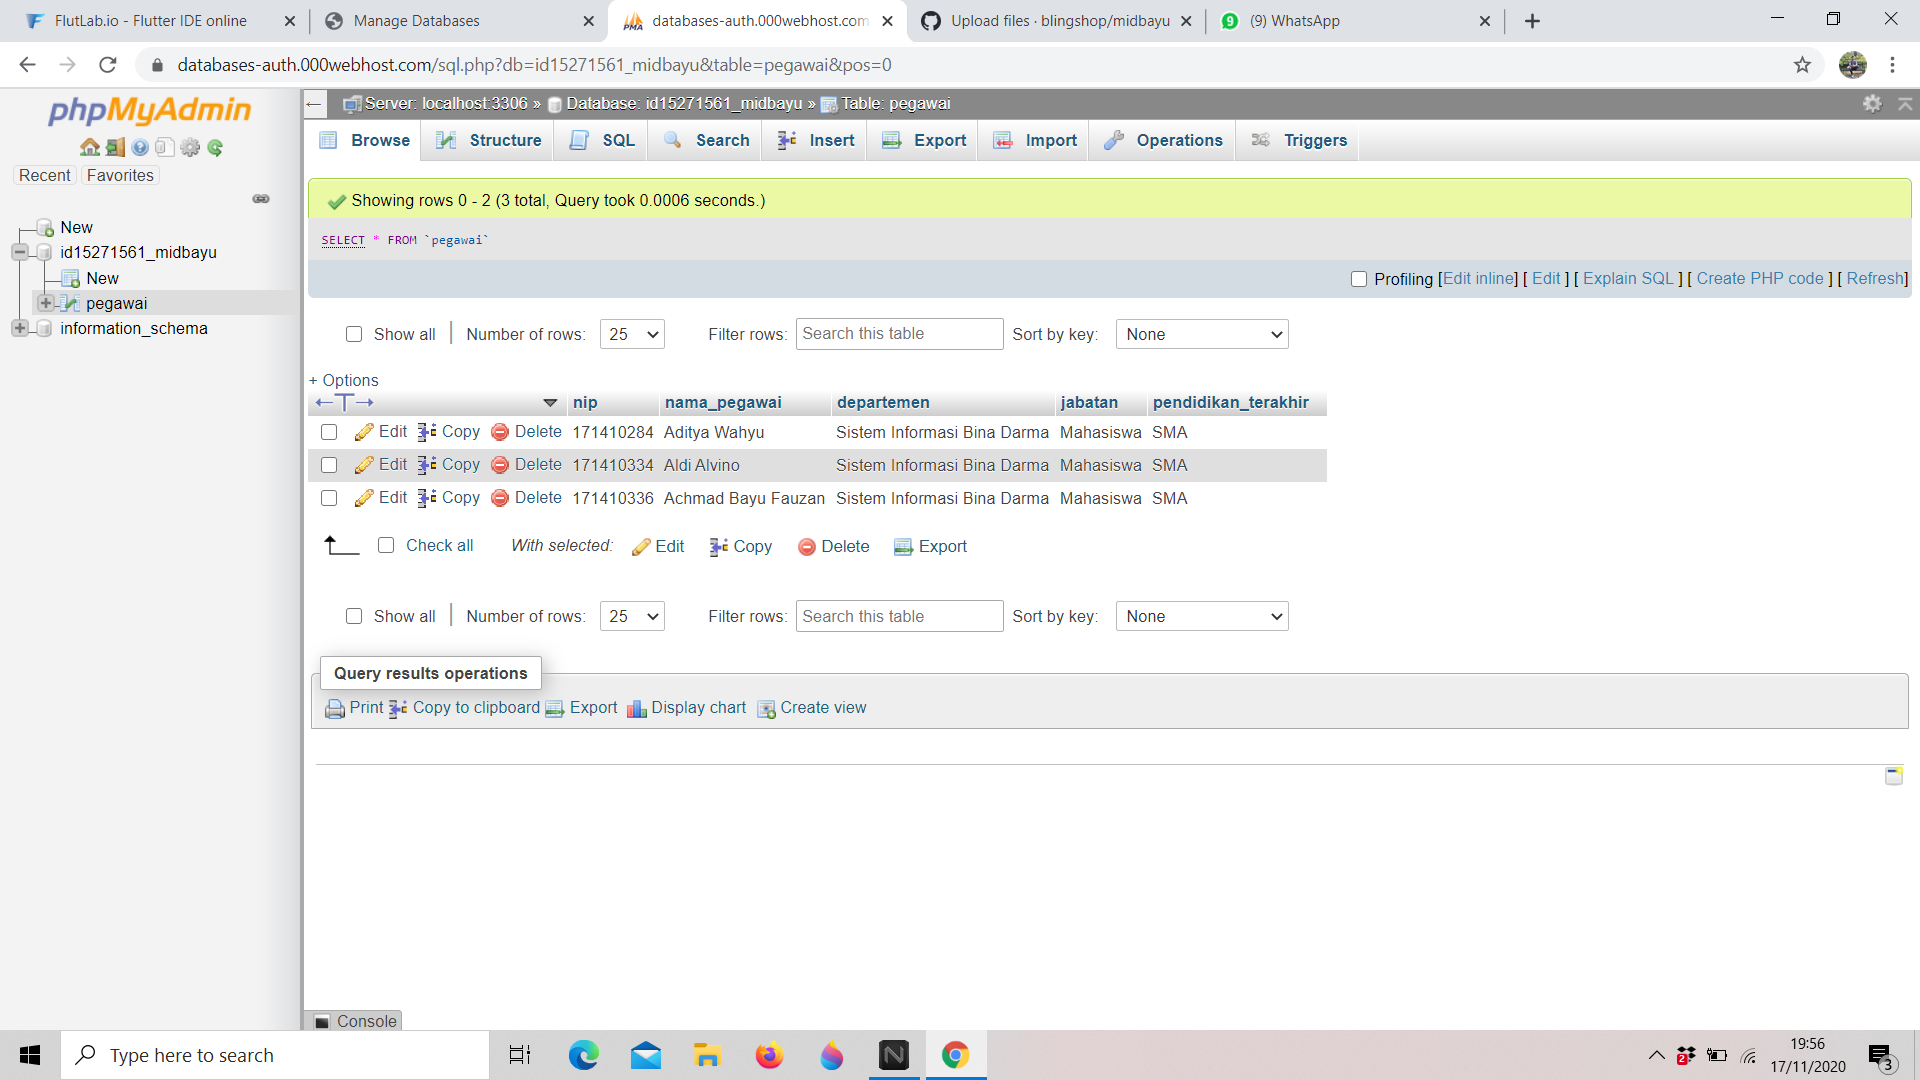 FlutLab.io - Flutter IDE online
Manage Databases
databases-auth.000webhost.com
Upload files · blingshop/midbayu
(9) WhatsApp
databases-auth.000webhost.com/sql.php?db=id15271561_midbayu&table=pegawai&pos=0
phpMyAdmin
Recent Favorites
New
id15271561_midbayu
New
pegawai
information_schema
Server: localhost:3306 » Database: id15271561_midbayu » Table: pegawai
Browse Structure SQL Search Insert Export Import Operations Triggers
Showing rows 0 - 2 (3 total, Query took 0.0006 seconds.)
SELECT * FROM `pegawai`
Profiling [Edit inline] [ Edit ] [ Explain SQL ] [ Create PHP code ] [ Refresh]
Show all | Number of rows: 25 Filter rows: Search this table Sort by key: None
+ Options
←T→ nip nama_pegawai departemen jabatan pendidikan_terakhir
Edit Copy Delete 171410284 Aditya Wahyu Sistem Informasi Bina Darma Mahasiswa SMA
Edit Copy Delete 171410334 Aldi Alvino Sistem Informasi Bina Darma Mahasiswa SMA
Edit Copy Delete 171410336 Achmad Bayu Fauzan Sistem Informasi Bina Darma Mahasiswa SMA
Check all With selected: Edit Copy Delete Export
Show all | Number of rows: 25 Filter rows: Search this table Sort by key: None
Query results operations
Print Copy to clipboard Export Display chart Create view
Console
Type here to search
19:56
17/11/2020